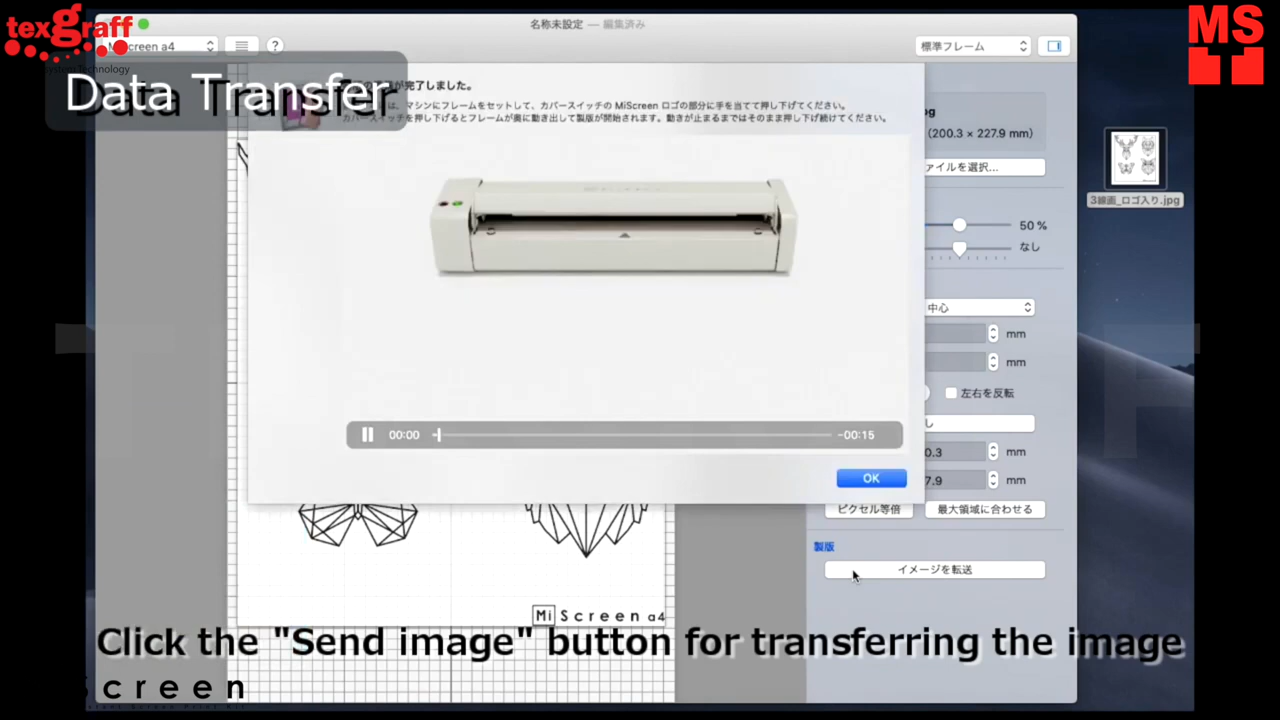 texgraff
MS
名称未設定 — 編集済み
MiScreen a4
?
標準フレーム
System Technology
Data Transfer
が完了しました。
は、マシンにフレームをセットして、カバースイッチの MiScreen ロゴの部分に手を当てて押し下げてください。
カバースイッチを押し下げるとフレームが奥に動き出して製版が開始されます。動きが止まるまではそのまま押し下げ続けてください。
(200.3 × 227.9 mm)
ァイルを選択...
3線画_ロゴ入り.jpg
50 %
なし
中心
mm
mm
左右を反転
し
00:00
-00:15
0.3 mm
7.9 mm
OK
ピクセル等倍
最大領域に合わせる
製版
イメージを転送
MiScreen a4
Click the "Send image" button for transferring the image
creen